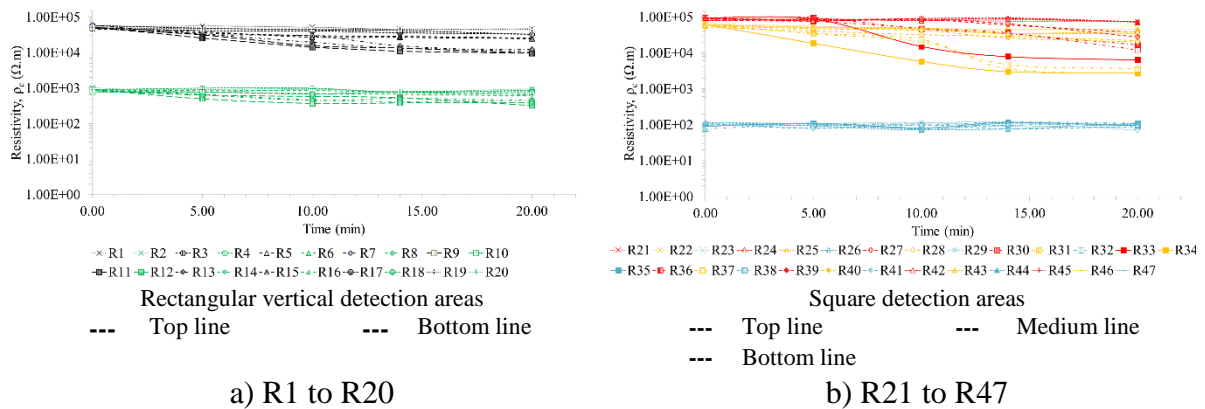 1.00E+05
1.00E+04
1.00E+03
1.00E+02
1.00E+01
1.00E+00
Resistivity, ρc (Ω.m)
0.00 5.00 10.00 15.00 20.00
Time (min)
R1 R2 R3 R4 R5 R6 R7 R8 R9 R10
R11 R12 R13 R14 R15 R16 R17 R18 R19 R20
Rectangular vertical detection areas
--- Top line --- Bottom line
a) R1 to R20
1.00E+05
1.00E+04
1.00E+03
1.00E+02
1.00E+01
1.00E+00
Resistivity, ρc (Ω.m)
0.00 5.00 10.00 15.00 20.00
Time (min)
R21 R22 R23 R24 R25 R26 R27 R28 R29 R30 R31 R32 R33 R34
R35 R36 R37 R38 R39 R40 R41 R42 R43 R44 R45 R46 R47
Square detection areas
--- Top line --- Medium line
--- Bottom line
b) R21 to R47